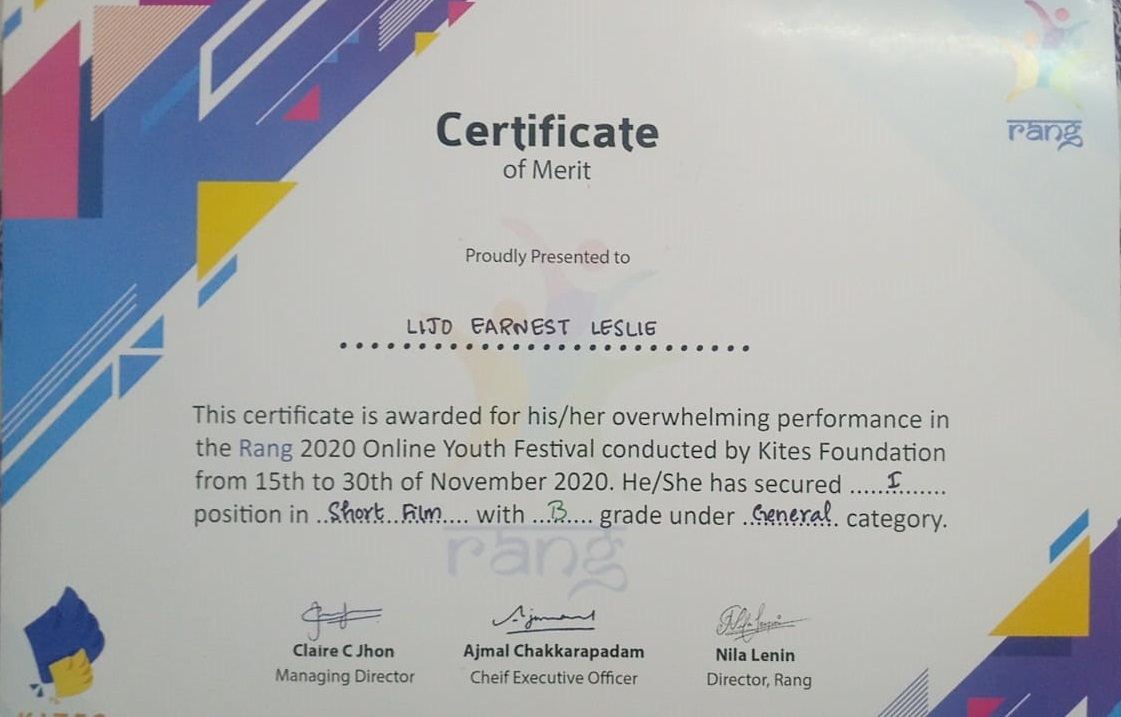 rang
Certificate
of Merit
Proudly Presented to
LIJO EARNEST LESLIE
This certificate is awarded for his/her overwhelming performance in
the Rang 2020 Online Youth Festival conducted by Kites Foundation
from 15th to 30th of November 2020. He/She has secured ......I......
position in ..Short Film.... with ...B.... grade under ..General. category.
rang
Claire C Jhon
Ajmal Chakkarapadam
Nila Lenin
Managing Director
Cheif Executive Officer
Director, Rang